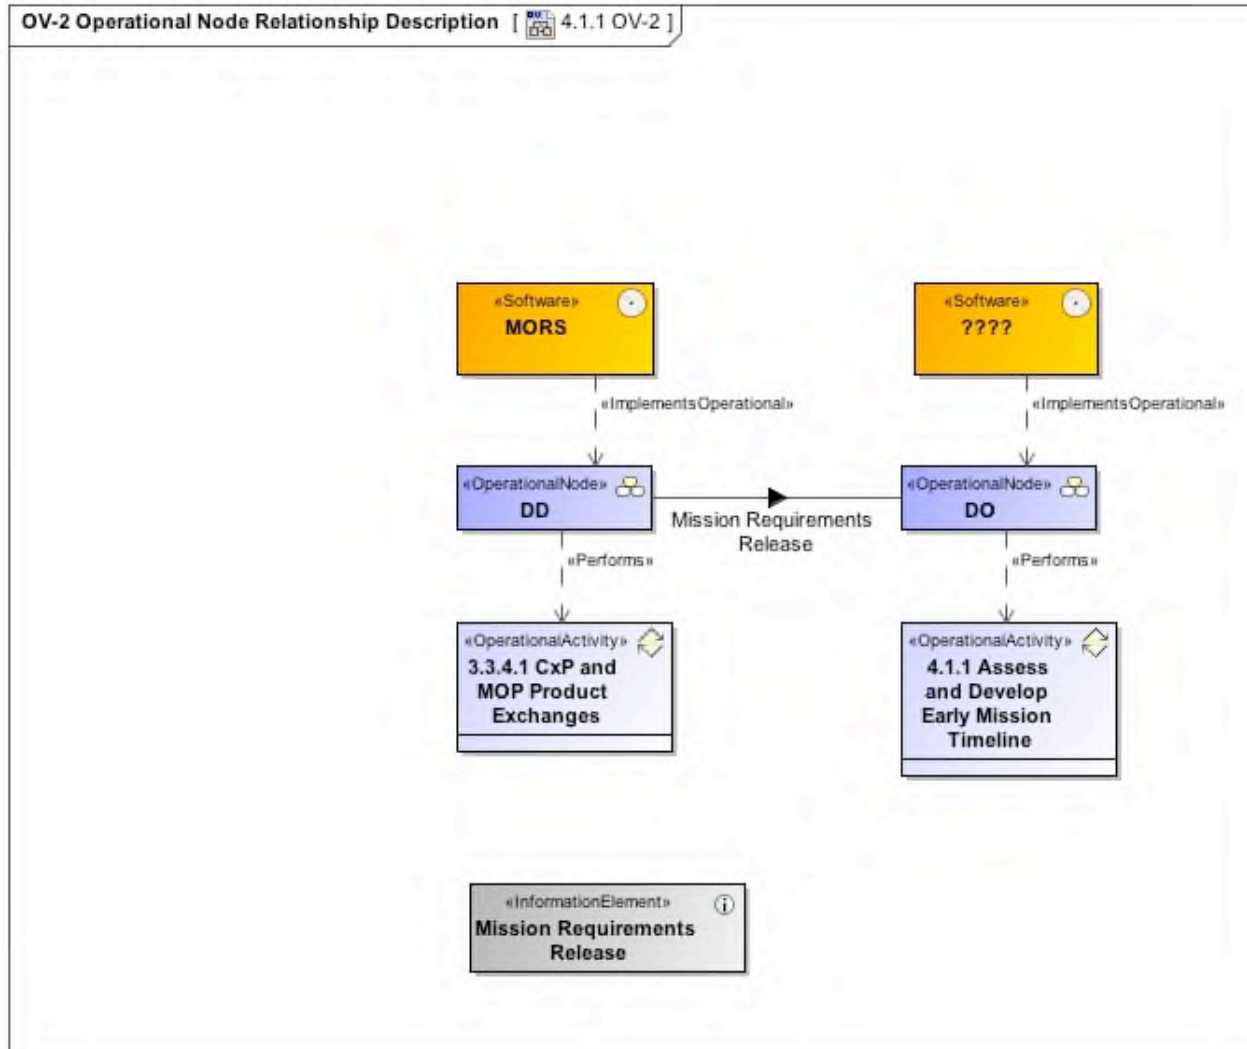 OV-2 Operational Node Relationship Description [ 4.1.1 OV-2 ]
«Software»
MORS
«Software»
????
«ImplementsOperational»
«ImplementsOperational»
«OperationalNode»
DD
Mission Requirements
Release
«OperationalNode»
DO
«Performs»
«Performs»
«OperationalActivity»
3.3.4.1 CxP and
MOP Product
Exchanges
«OperationalActivity»
4.1.1 Assess
and Develop
Early Mission
Timeline
«InformationElement»
Mission Requirements
Release